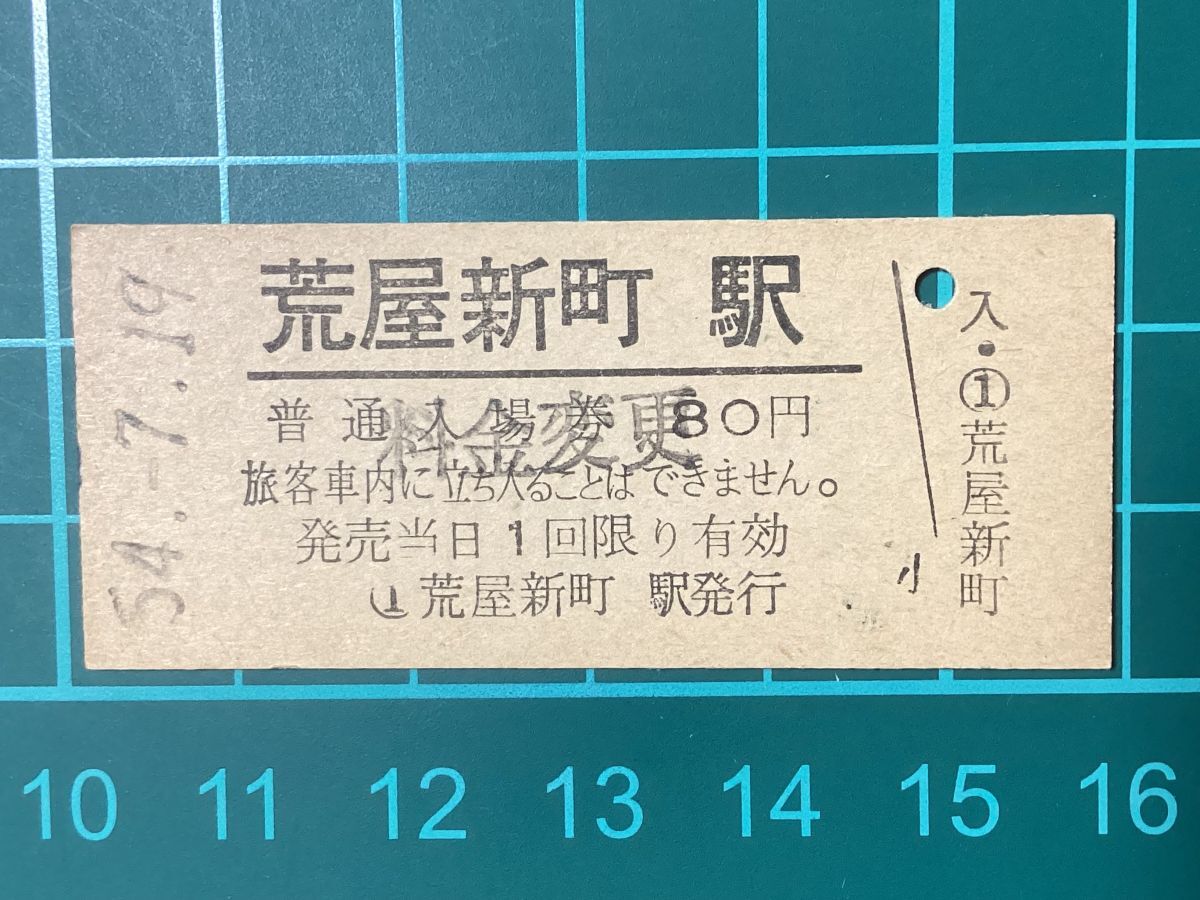 54.-7.19
荒屋新町 駅
普通入場券 80円
料金変更
旅客車内に立ち入ることはできません。
発売当日1回限り有効
①荒屋新町 駅発行
小
入・①荒屋新町
10 11 12 13 14 15 16